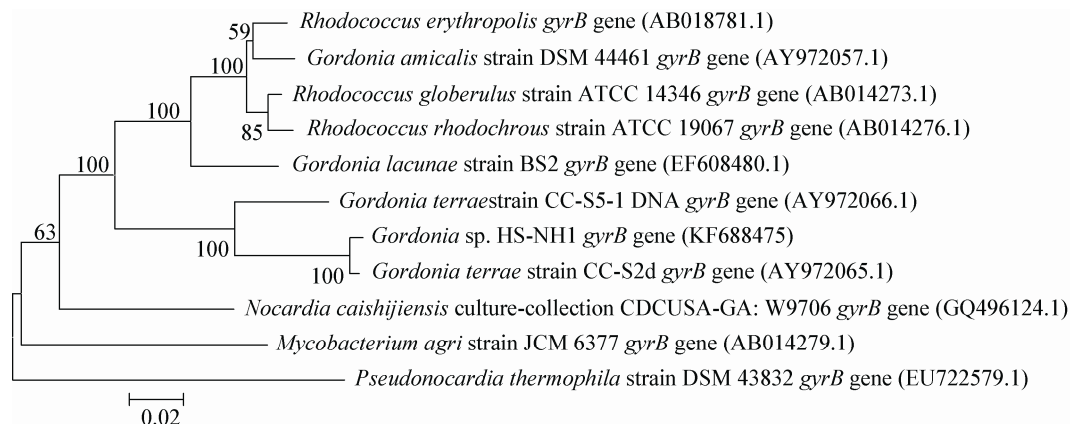 Rhodococcus erythropolis gyrB gene (AB018781.1)
59
Gordonia amicalis strain DSM 44461 gyrB gene (AY972057.1)
100
Rhodococcus globerulus strain ATCC 14346 gyrB gene (AB014273.1)
100
85
Rhodococcus rhodochrous strain ATCC 19067 gyrB gene (AB014276.1)
100
Gordonia lacunae strain BS2 gyrB gene (EF608480.1)
Gordonia terraestrain CC-S5-1 DNA gyrB gene (AY972066.1)
63
Gordonia sp. HS-NH1 gyrB gene (KF688475)
100
100
Gordonia terrae strain CC-S2d gyrB gene (AY972065.1)
Nocardia caishijiensis culture-collection CDCUSA-GA: W9706 gyrB gene (GQ496124.1)
Mycobacterium agri strain JCM 6377 gyrB gene (AB014279.1)
Pseudonocardia thermophila strain DSM 43832 gyrB gene (EU722579.1)
0.02